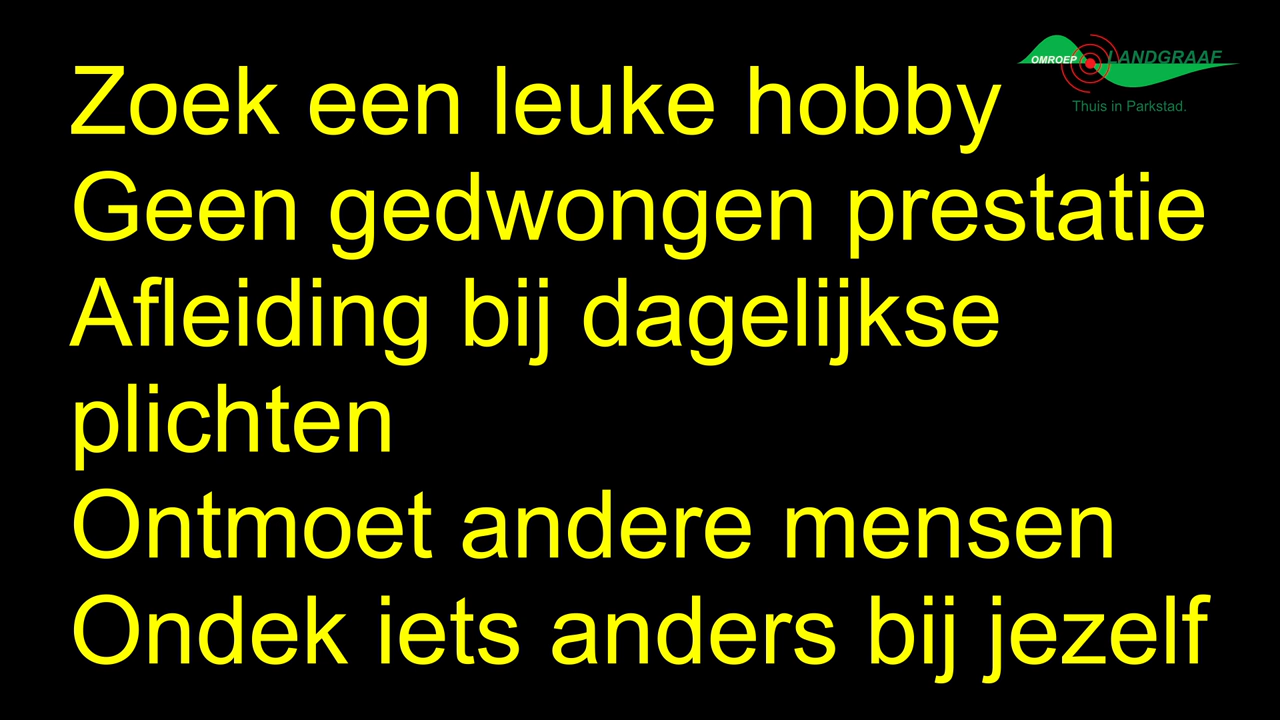 Zoek een leuke hobby
Geen gedwongen prestatie
Afleiding bij dagelijkse
plichten
Ontmoet andere mensen
Ondek iets anders bij jezelf
OMROEP LANDGRAAF
Thuis in Parkstad.